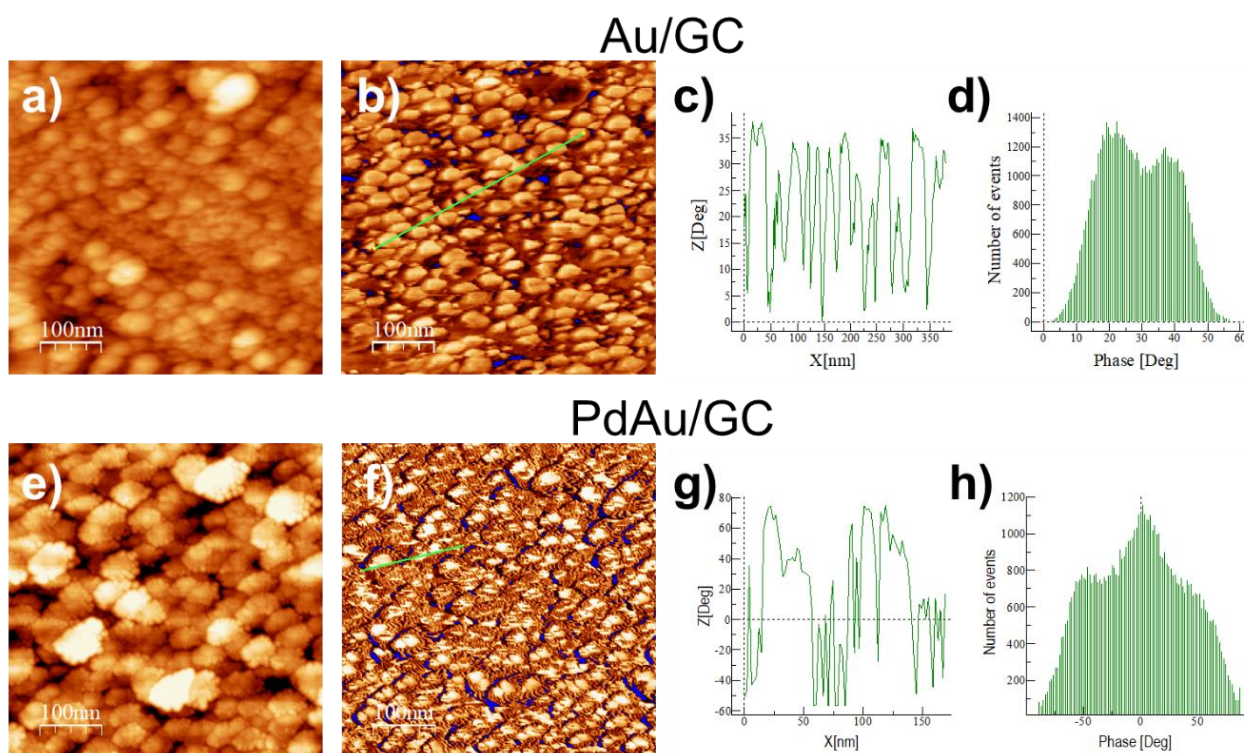 Au/GC
a)
100nm
b)
100nm
c)
Z[Deg]
35
30
25
20
15
10
5
0
0 50 100 150 200 250 300 350
X[nm]
d)
Number of events
1400
1200
1000
800
600
400
200
0
0 10 20 30 40 50 60
Phase [Deg]
PdAu/GC
e)
100nm
f)
100nm
g)
Z[Deg]
80
60
40
20
0
-20
-40
-60
0 50 100 150
X[nm]
h)
Number of events
1200
1000
800
600
400
200
-50 0 50
Phase [Deg]